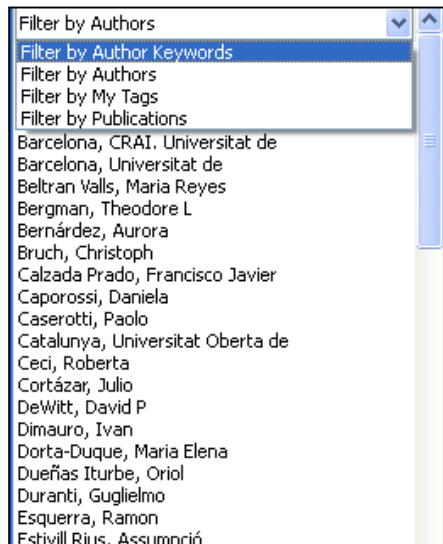 Filter by Authors
Filter by Author Keywords
Filter by Authors
Filter by My Tags
Filter by Publications
Barcelona, CRAI. Universitat de
Barcelona, Universitat de
Beltran Valls, Maria Reyes
Bergman, Theodore L
Bernárdez, Aurora
Bruch, Christoph
Calzada Prado, Francisco Javier
Caporossi, Daniela
Caserotti, Paolo
Catalunya, Universitat Oberta de
Ceci, Roberta
Cortázar, Julio
DeWitt, David P
Dimauro, Ivan
Dorta-Duque, Maria Elena
Dueñas Iturbe, Oriol
Duranti, Guglielmo
Esquerra, Ramon
Estivill Rius, Assumpció